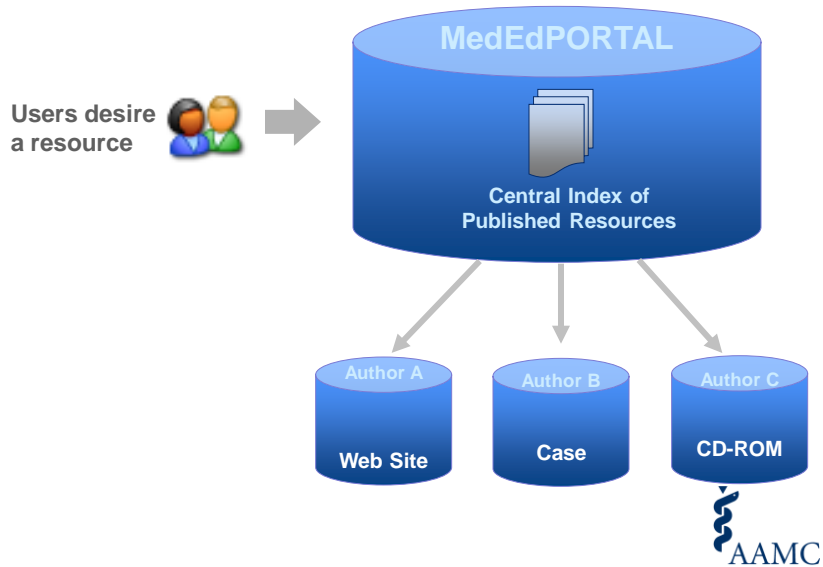 MedEdPORTAL
Users desire
a resource
Central Index of
Published Resources
Author A
Web Site
Author B
Case
Author C
CD-ROM
AAMC